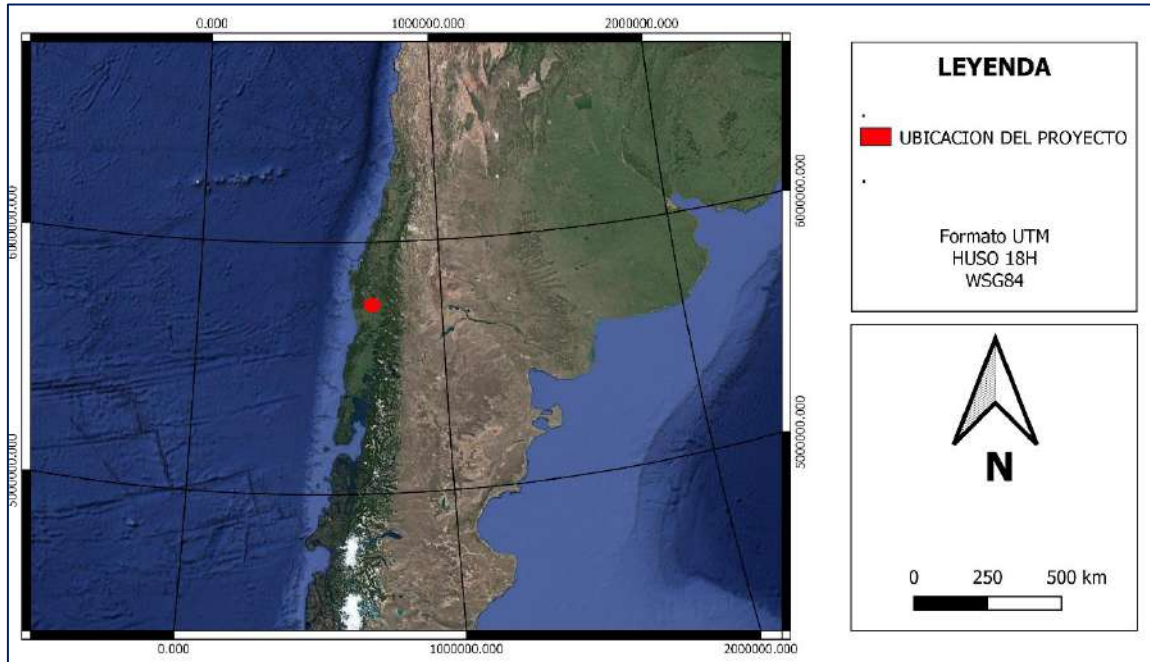 0.000
1000000.000
2000000.000
6000000.000
5000000.000
6000000.000
5000000.000
0.000
1000000.000
2000000.000
LEYENDA
UBICACION DEL PROYECTO
Formato UTM
HUSO 18H
WSG84
N
0 250 500 km